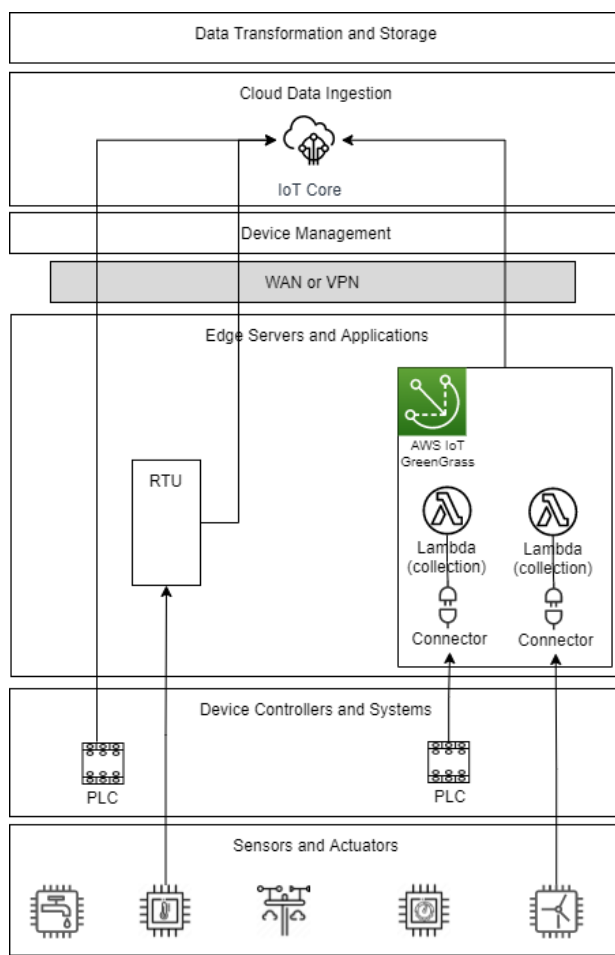 Data Transformation and Storage
Cloud Data Ingestion
IoT Core
Device Management
WAN or VPN
Edge Servers and Applications
AWS IoT
GreenGrass
RTU
Lambda
(collection)
Lambda
(collection)
Connector
Connector
Device Controllers and Systems
PLC
PLC
Sensors and Actuators